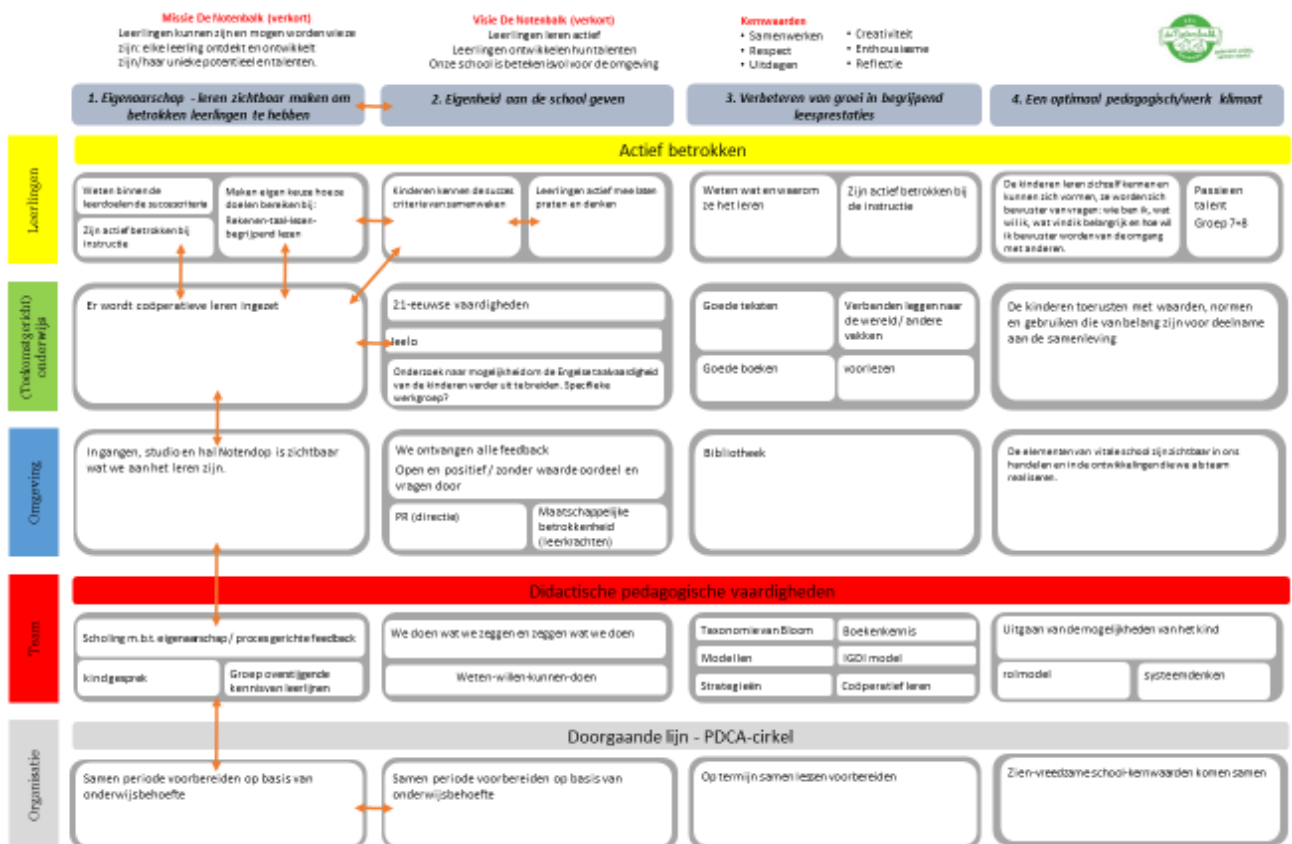 Missie De Notenbalk (verkort)
Leerlingen kunnen zijn en mogen worden wie ze
zijn: elke leerling ontdekt en ontwikkelt
zijn/haar unieke potentieel en talenten.
Visie De Notenbalk (verkort)
Leerlingen leren actief
Leerlingen ontwikkelen hun talenten
Onze school is betekenisvol voor de omgeving
Kernwaarden
• Samenwerken
• Respect
• Uitdagen
• Creativiteit
• Enthousiasme
• Reflectie
de Notenbalk
1. Eigenaarschap - leren zichtbaar maken om
betrokken leerlingen te hebben
2. Eigenheid aan de school geven
3. Verbeteren van groei in begrijpend
leesprestaties
4. Een optimaal pedagogisch/werk klimaat
Leerlingen
Actief betrokken
Weten binnen de
leerdoelen de succescriteria
Zijn actief betrokken bij
instructie
Maken eigen keuze hoe ze
doelen bereiken bij:
Rekenen-taal-lezen-
begrijpend lezen
Kinderen kennen de succes
criteria van samenweken
Leerlingen actief mee laten
praten en denken
Weten wat en waarom
ze het leren
Zijn actief betrokken bij
de instructie
De kinderen leren zichzelf kennen en
kunnen zich vormen, ze worden zich
bewuster van vragen: wie ben ik, wat
wil ik, wat vind ik belangrijk en hoe wil
ik bewuster worden van de omgang
met anderen.
Passie en
talent
Groep 7+8
(Toekomstgericht)
onderwijs
Er wordt coöperatieve leren ingezet
21-eeuwse vaardigheden
leelo
Onderzoek naar mogelijkheid om de Engelse taalvaardigheid
van de kinderen verder uit te breiden. Specifieke
werkgroep?
Goede teksten
Verbanden leggen naar
de wereld/ andere
vakken
Goede boeken
voorlezen
De kinderen toerusten met waarden, normen
en gebruiken die van belang zijn voor deelname
aan de samenleving
Omgeving
In gangen, studio en hal Notendop is zichtbaar
wat we aan het leren zijn.
We ontvangen alle feedback
Open en positief / zonder waarde oordeel en
vragen door
PR (directie)
Maatschappelijke
betrokkenheid
(leerkrachten)
Bibliotheek
De elementen van vitale school zijn zichtbaar in ons
handelen en in de ontwikkelingen die we als team
realiseren.
Team
Didactische pedagogische vaardigheden
Scholing m.b.t. eigenaarschap/ proces gerichte feedback
kindgesprek
Groep overstijgende
kennis van leerlijnen
We doen wat we zeggen en zeggen wat we doen
Weten-willen-kunnen-doen
Taxonomie van Bloom
Boekenkennis
Modellen
IGDI model
Strategieën
Coöperatief leren
Uitgaan van de mogelijkheden van het kind
rolmodel
systeemdenken
Organisatie
Doorgaande lijn - PDCA-cirkel
Samen periode voorbereiden op basis van
onderwijsbehoefte
Samen periode voorbereiden op basis van
onderwijsbehoefte
Op termijn samen lessen voorbereiden
Zien-vreedzame school-kernwaarden komen samen